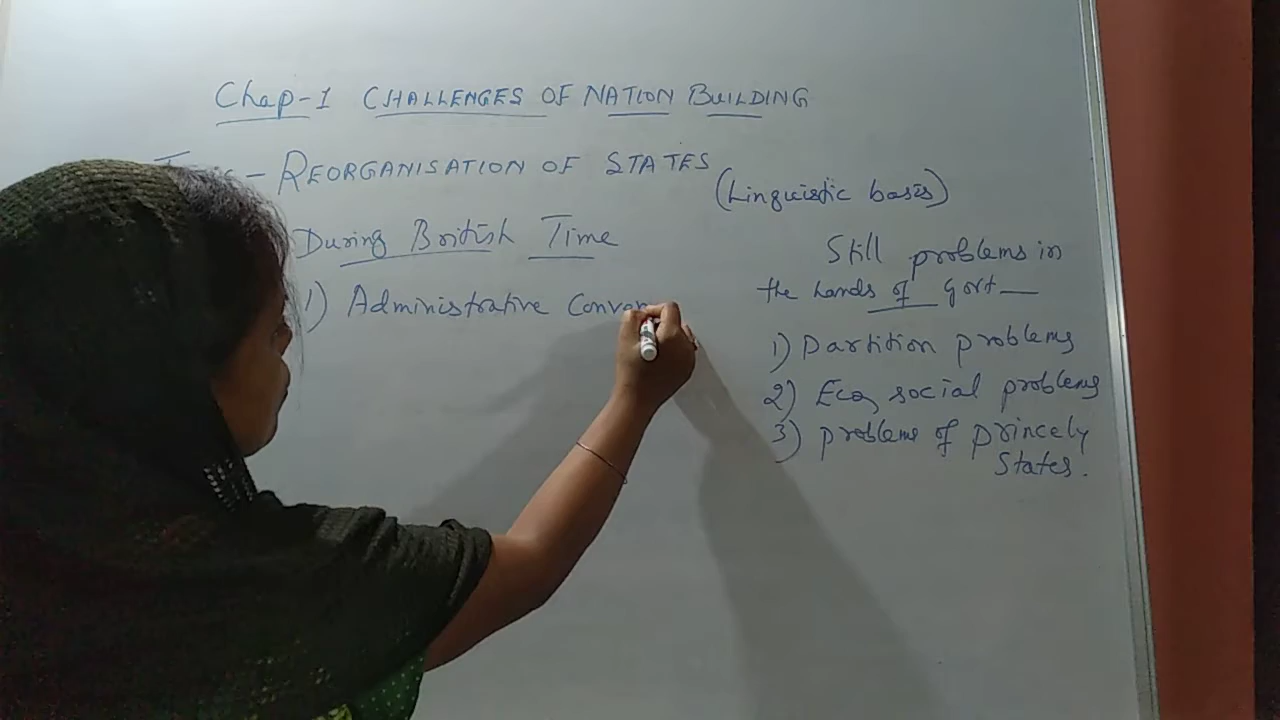 Chap-1 CHALLENGES OF NATION BUILDING
- REORGANISATION OF STATES
(Linguistic basis)
During British Time
1) Administrative
Still problems in
the hands of Govt —
1) Partition problems
2) Eco, social problems
3) problems of princely
States.